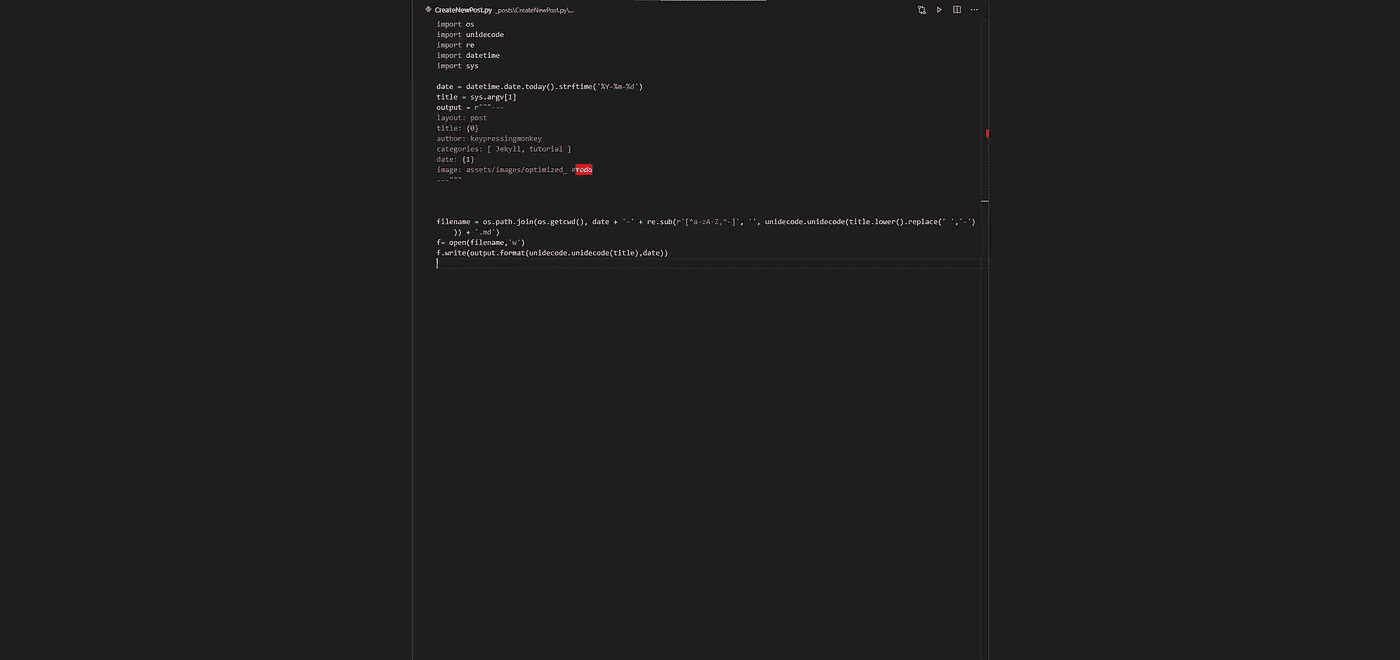 CreateNewPost.py _posts\CreateNewPost.py\...
import os
import unidecode
import re
import datetime
import sys
date = datetime.date.today().strftime('%Y-%m-%d')
title = sys.argv[1]
output = r"""---
layout: post
title: {0}
author: keypressingmonkey
categories: [ Jekyll, tutorial ]
date: {1}
image: assets/images/optimized_ #todo
---"""
filename = os.path.join(os.getcwd(), date + '-' + re.sub(r'[^a-zA-Z,^-]', '', unidecode.unidecode(title.lower().replace(' ','-')
)) + '.md')
f= open(filename,'w')
f.write(output.format(unidecode.unidecode(title),date))